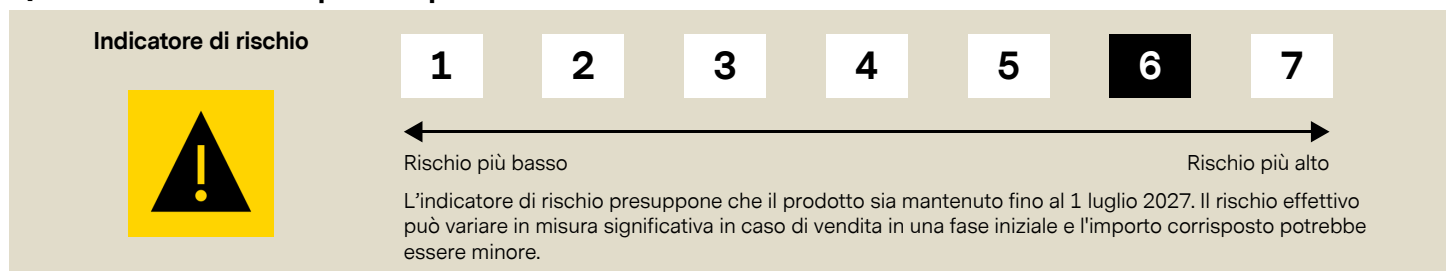 Indicatore di rischio
1 2 3 4 5 6 7
Rischio più basso Rischio più alto
L'indicatore di rischio presuppone che il prodotto sia mantenuto fino al 1 luglio 2027. Il rischio effettivo
può variare in misura significativa in caso di vendita in una fase iniziale e l'importo corrisposto potrebbe
essere minore.